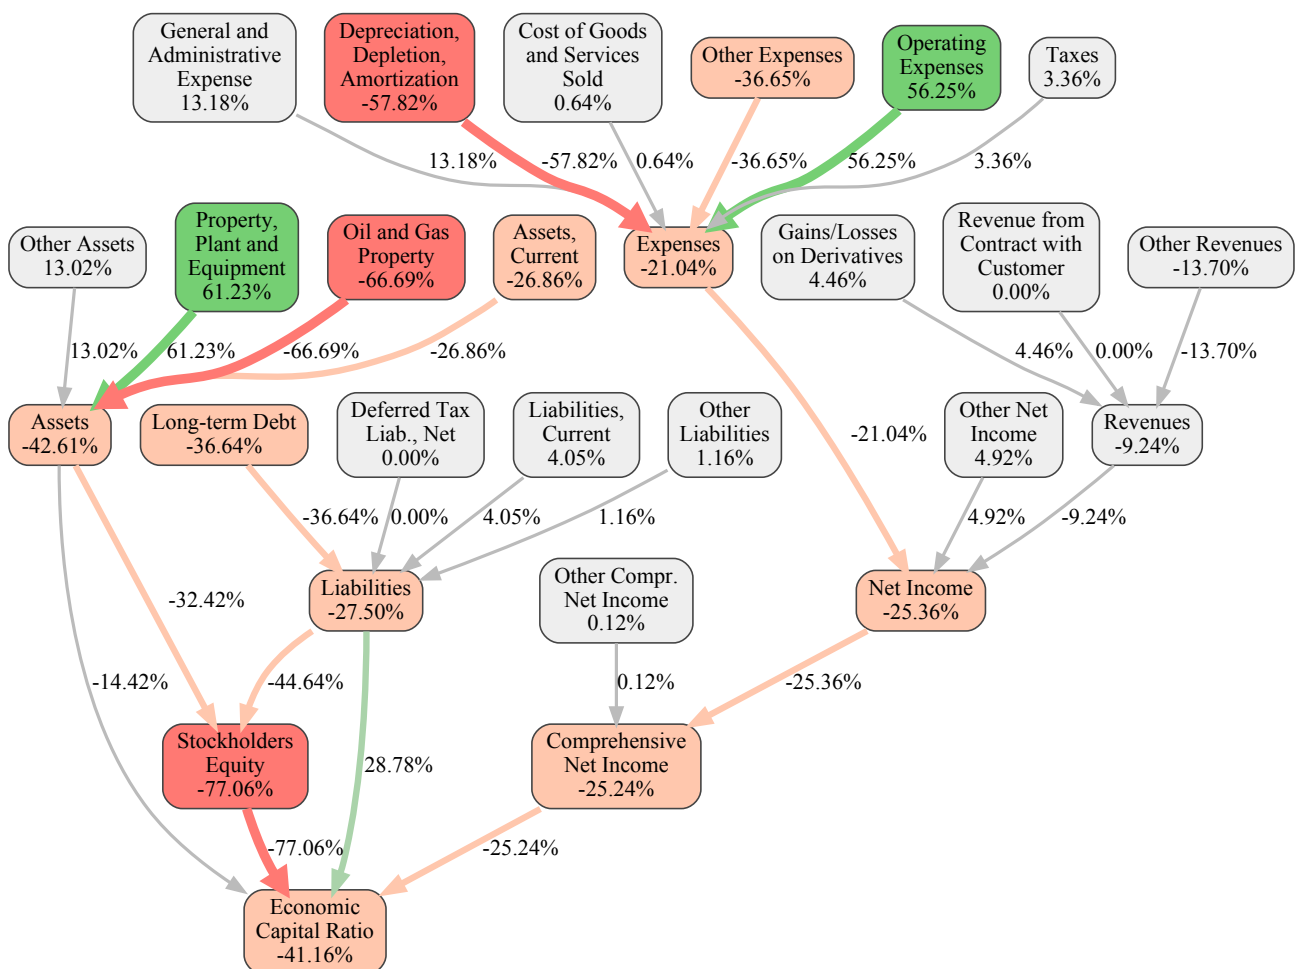 General and
Administrative
Expense
13.18%
Depreciation,
Depletion,
Amortization
-57.82%
Cost of Goods
and Services
Sold
0.64%
Other Expenses
-36.65%
Operating
Expenses
56.25%
Taxes
3.36%
13.18%
-57.82%
0.64%
-36.65%
56.25%
3.36%
Other Assets
13.02%
Property,
Plant and
Equipment
61.23%
Oil and Gas
Property
-66.69%
Assets,
Current
-26.86%
Expenses
-21.04%
Gains/Losses
on Derivatives
4.46%
Revenue from
Contract with
Customer
0.00%
Other Revenues
-13.70%
13.02%
61.23%
-66.69%
-26.86%
4.46%
0.00%
-13.70%
Assets
-42.61%
Long-term Debt
-36.64%
Deferred Tax
Liab., Net
0.00%
Liabilities,
Current
4.05%
Other
Liabilities
1.16%
-21.04%
Other Net
Income
4.92%
Revenues
-9.24%
-36.64%
0.00%
4.05%
1.16%
4.92%
-9.24%
-32.42%
Liabilities
-27.50%
Other Compr.
Net Income
0.12%
Net Income
-25.36%
-14.42%
-44.64%
0.12%
-25.36%
Stockholders
Equity
-77.06%
28.78%
Comprehensive
Net Income
-25.24%
-77.06%
-25.24%
Economic
Capital Ratio
-41.16%